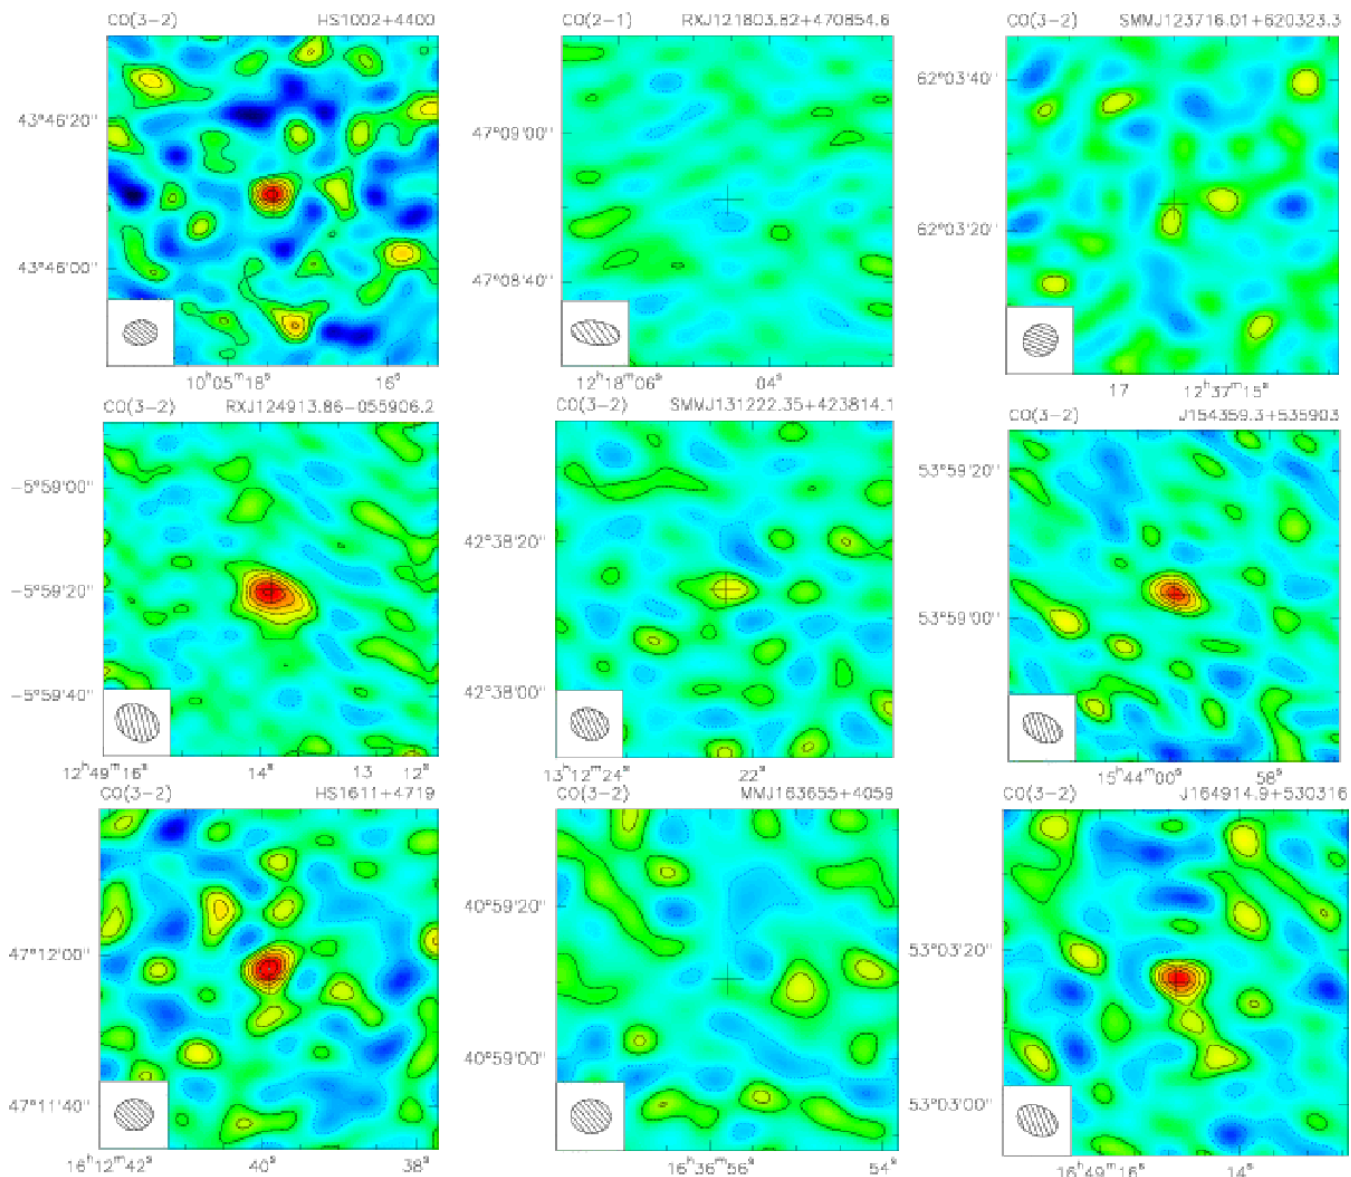 CO(3-2) HS1002+4400
CO(2-1) RXJ121803.82+470854.6
CO(3-2) SMMJ123716.01+620323.3
43°46'20"
43°46'00"
10ʰ05ᵐ18ˢ 16ˢ
47°09'00"
47°08'40"
12ʰ18ᵐ06ˢ 04ˢ
62°03'40"
62°03'20"
17 12ʰ37ᵐ15ˢ
CO(3-2) RXJ124913.86-055906.2
CO(3-2) SMMJ131222.35+423814.1
CO(3-2) J154359.3+535903
-5°59'00"
-5°59'20"
-5°59'40"
12ʰ49ᵐ16ˢ 14ˢ 13 12ˢ
42°38'20"
42°38'00"
13ʰ12ᵐ24ˢ 22ˢ
53°59'20"
53°59'00"
15ʰ44ᵐ00ˢ 58ˢ
CO(3-2) HS1611+4719
CO(3-2) MMJ163655+4059
CO(3-2) J164914.9+530316
47°12'00"
47°11'40"
16ʰ12ᵐ42ˢ 40ˢ 38ˢ
40°59'20"
40°59'00"
16ʰ36ᵐ56ˢ 54ˢ
53°03'20"
53°03'00"
16ʰ49ᵐ16ˢ 14ˢ